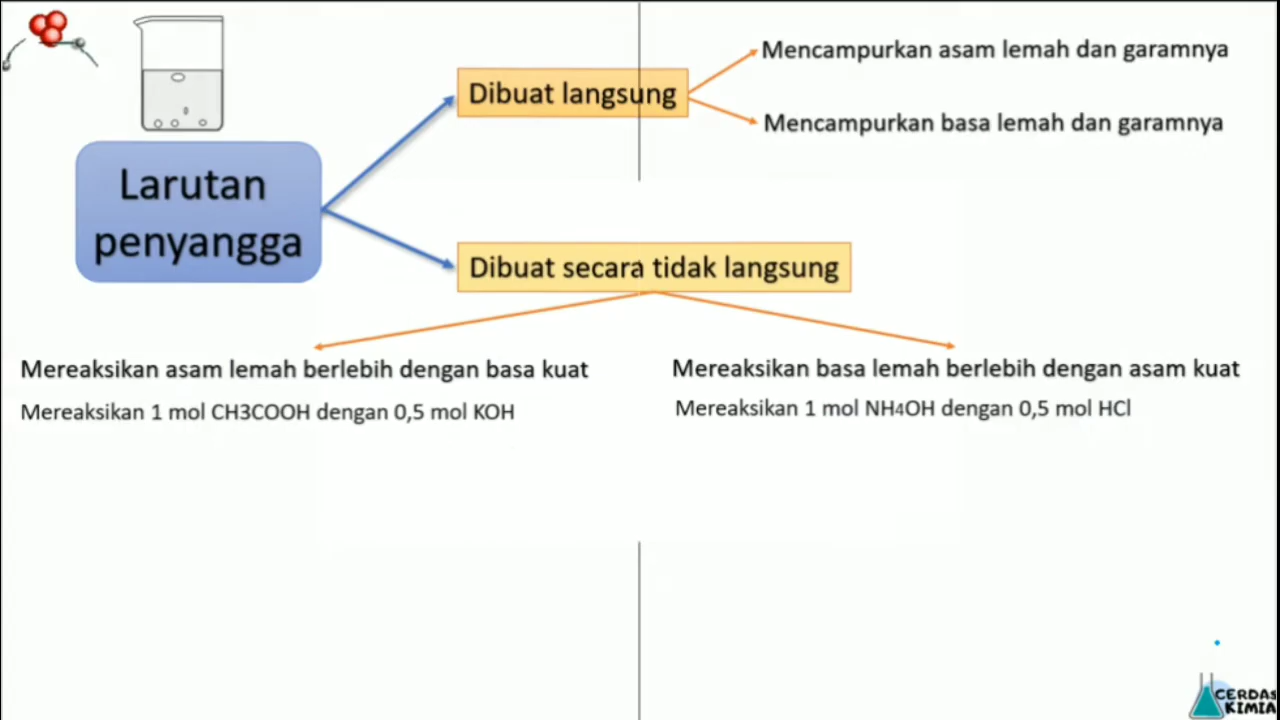 Larutan
penyangga
Dibuat langsung
Mencampurkan asam lemah dan garamnya
Mencampurkan basa lemah dan garamnya
Dibuat secara tidak langsung
Mereaksikan asam lemah berlebih dengan basa kuat
Mereaksikan 1 mol CH3COOH dengan 0,5 mol KOH
Mereaksikan basa lemah berlebih dengan asam kuat
Mereaksikan 1 mol NH4OH dengan 0,5 mol HCl
CERDAS
KIMIA